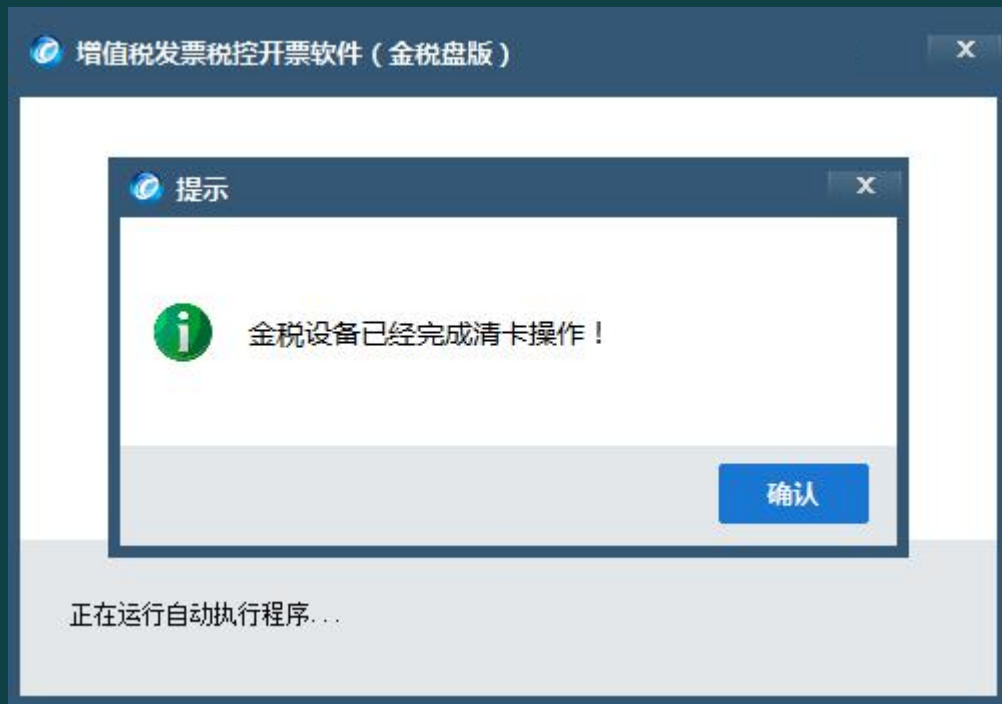 增值税发票税控开票软件（金税盘版）
X
提示
X
金税设备已经完成清卡操作！
确认
正在运行自动执行程序...